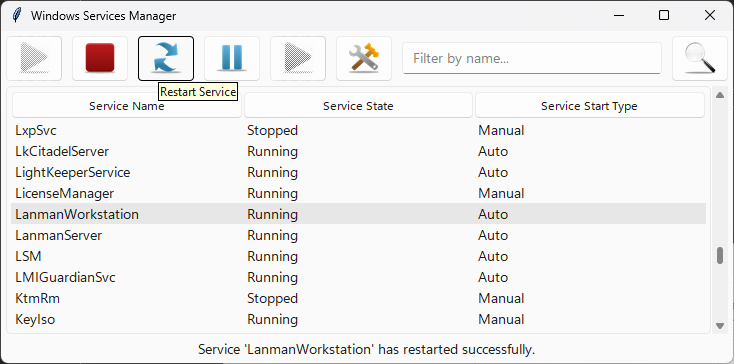 Windows Services Manager
Filter by name...
Restart Service
Service Name Service State Service Start Type
LxpSvc Stopped Manual
LkCitadelServer Running Auto
LightKeeperService Running Auto
LicenseManager Running Manual
LanmanWorkstation Running Auto
LanmanServer Running Auto
LSM Running Auto
LMIGuardianSvc Running Auto
KtmRm Stopped Manual
KeyIso Running Manual
Service 'LanmanWorkstation' has restarted successfully.